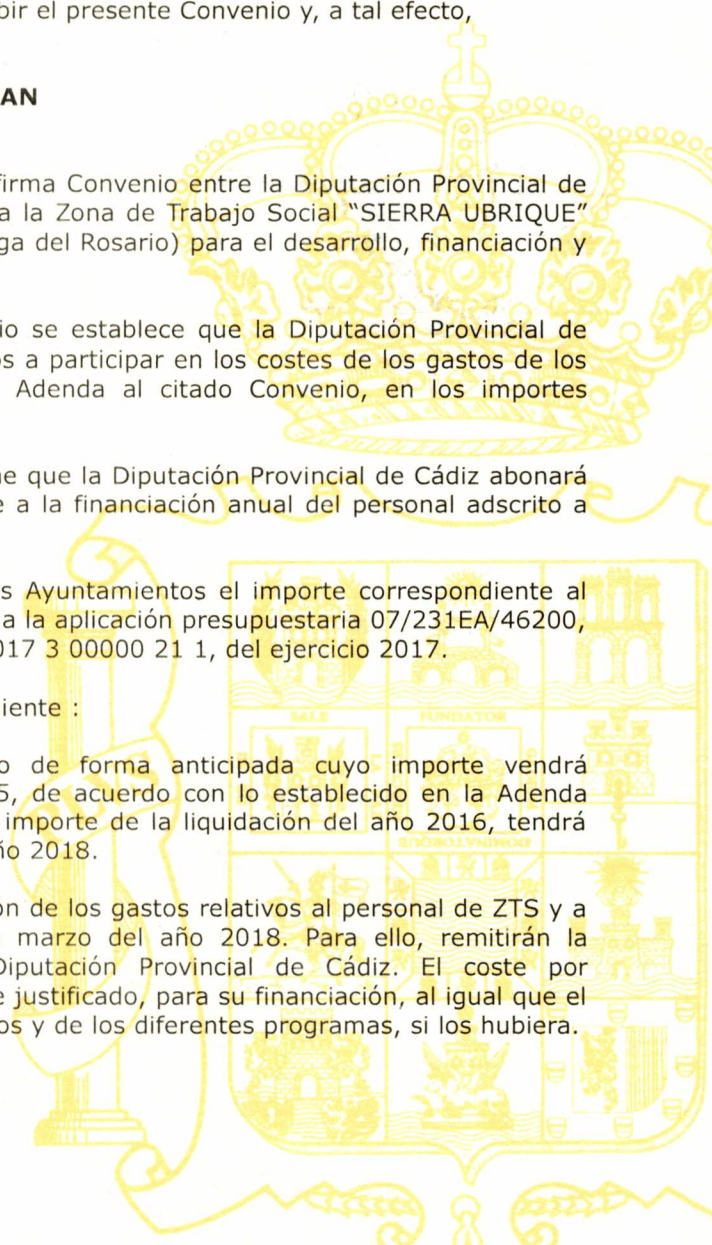 bir el presente Convenio y, a tal efecto,
AN
firma Convenio entre la Diputación Provincial de
a la Zona de Trabajo Social "SIERRA UBRIQUE"
ga del Rosario) para el desarrollo, financiación y
io se establece que la Diputación Provincial de
os a participar en los costes de los gastos de los
Adenda al citado Convenio, en los importes
ne que la Diputación Provincial de Cádiz abonará
e a la financiación anual del personal adscrito a
s Ayuntamientos el importe correspondiente al
a la aplicación presupuestaria 07/231EA/46200,
017 3 00000 21 1, del ejercicio 2017.
iente :
o de forma anticipada cuyo importe vendrá
5, de acuerdo con lo establecido en la Adenda
importe de la liquidación del año 2016, tendrá
ño 2018.
ón de los gastos relativos al personal de ZTS y a
marzo del año 2018. Para ello, remitirán la
Diputación Provincial de Cádiz. El coste por
e justificado, para su financiación, al igual que el
os y de los diferentes programas, si los hubiera.
SALE FUNDATOR
DOMINATORQUE